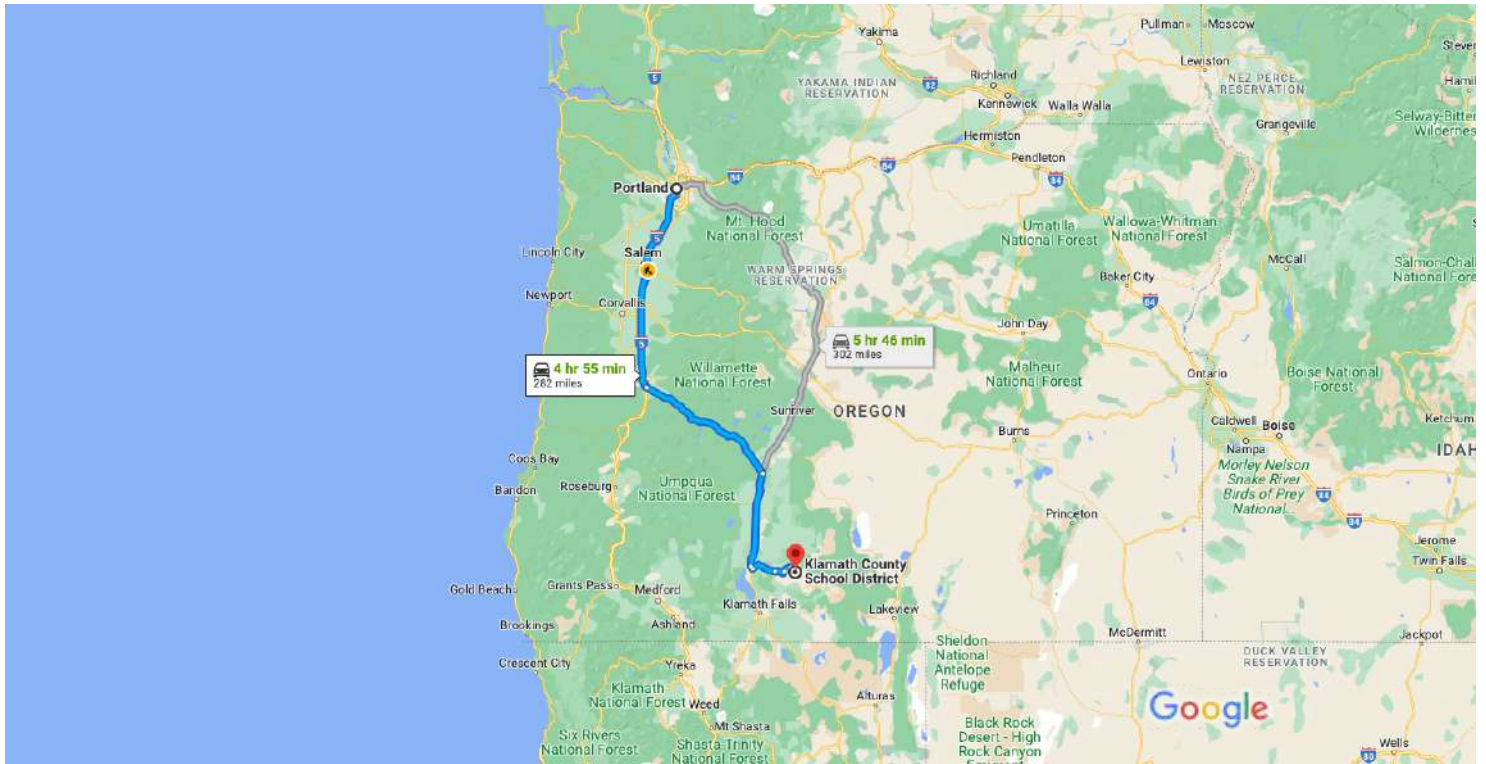 Pullman
Moscow
Yakima
Steven
5
Lewiston
YAKAMA INDIAN
RESERVATION
Richland
NEZ PERCE
RESERVATION
82
Kennewick
Walla Walla
Hamil
Selway-Bitter
Wilderness
Grangeville
Hermiston
Pendleton
84
84
84
Portland
Mt. Hood
National Forest
Umatilla
National Forest
Wallowa-Whitman
National Forest
5
Salem
Lincoln City
WARM SPRINGS
RESERVATION
McCall
Salmon-Chall
National Fore
Baker City
Newport
Corvallis
84
John Day
5
5 hr 46 min
302 miles
4 hr 55 min
282 miles
Willamette
National Forest
Malheur
National Forest
Ontario
Boise National
Forest
Sunriver
OREGON
Caldwell
Boise
Ketchum
Burns
Nampa
IDAH
Coos Bay
Morley Nelson
Snake River
Birds of Prey
National...
Bandon
Roseburg
Umpqua
National Forest
84
84
Princeton
Jerome
Twin Falls
Klamath County
School District
Gold Beach
Grants Pass
Medford
Klamath Falls
Lakeview
Brookings
Ashland
McDermitt
Jackpot
Sheldon
National
Antelope
Refuge
DUCK VALLEY
RESERVATION
Crescent City
Yreka
Klamath
National Forest
Weed
Alturas
Google
Mt Shasta
Black Rock
Desert - High
Rock Canyon
Six Rivers
National Forest
Shasta-Trinity
National Forest
Wells
80